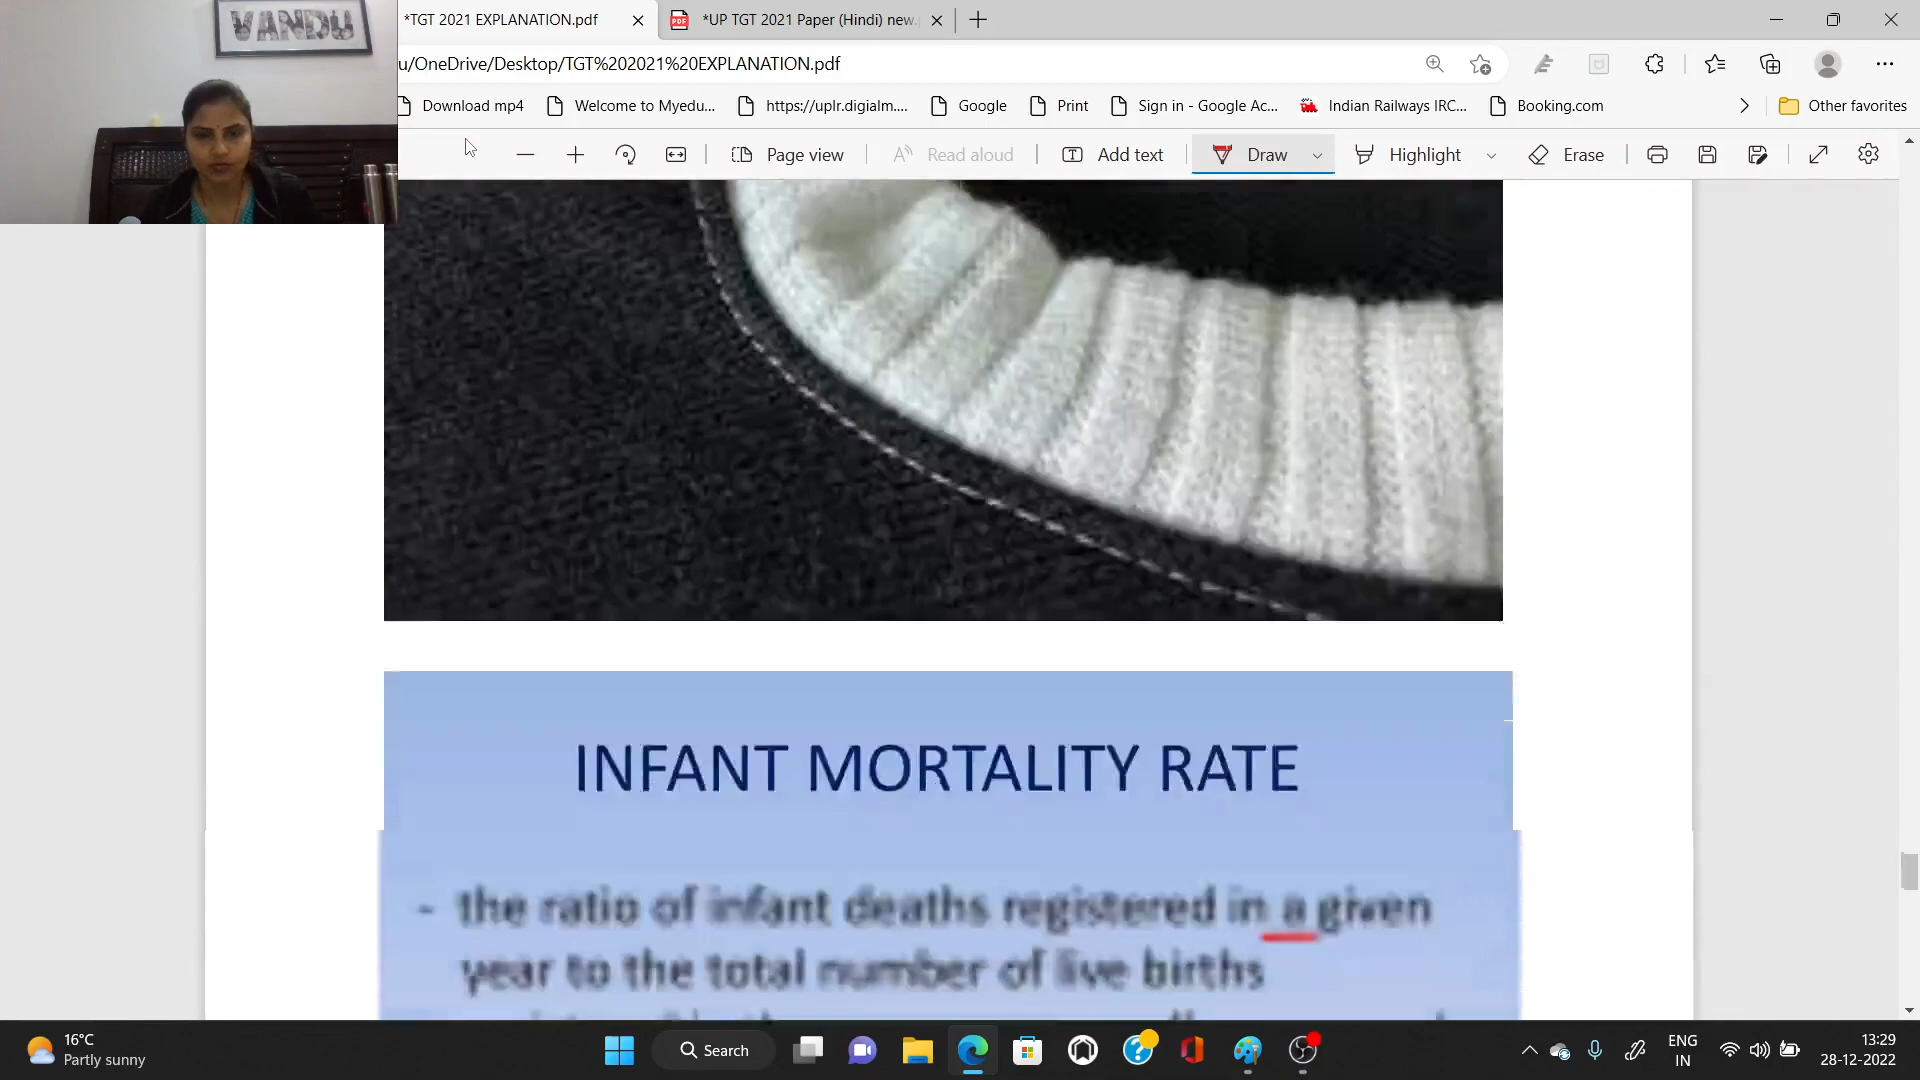 VANDU
*TGT 2021 EXPLANATION.pdf
*UP TGT 2021 Paper (Hindi) new.
u/OneDrive/Desktop/TGT%202021%20EXPLANATION.pdf
Download mp4
Welcome to Myedu...
https://uplr.digialm....
Google
Print
Sign in - Google Ac...
Indian Railways IRC...
Booking.com
Other favorites
Page view
Read aloud
Add text
Draw
Highlight
Erase
INFANT MORTALITY RATE
- the ratio of infant deaths registered in a given
year to the total number of live births
16°C
Partly sunny
Search
ENG
IN
13:29
28-12-2022